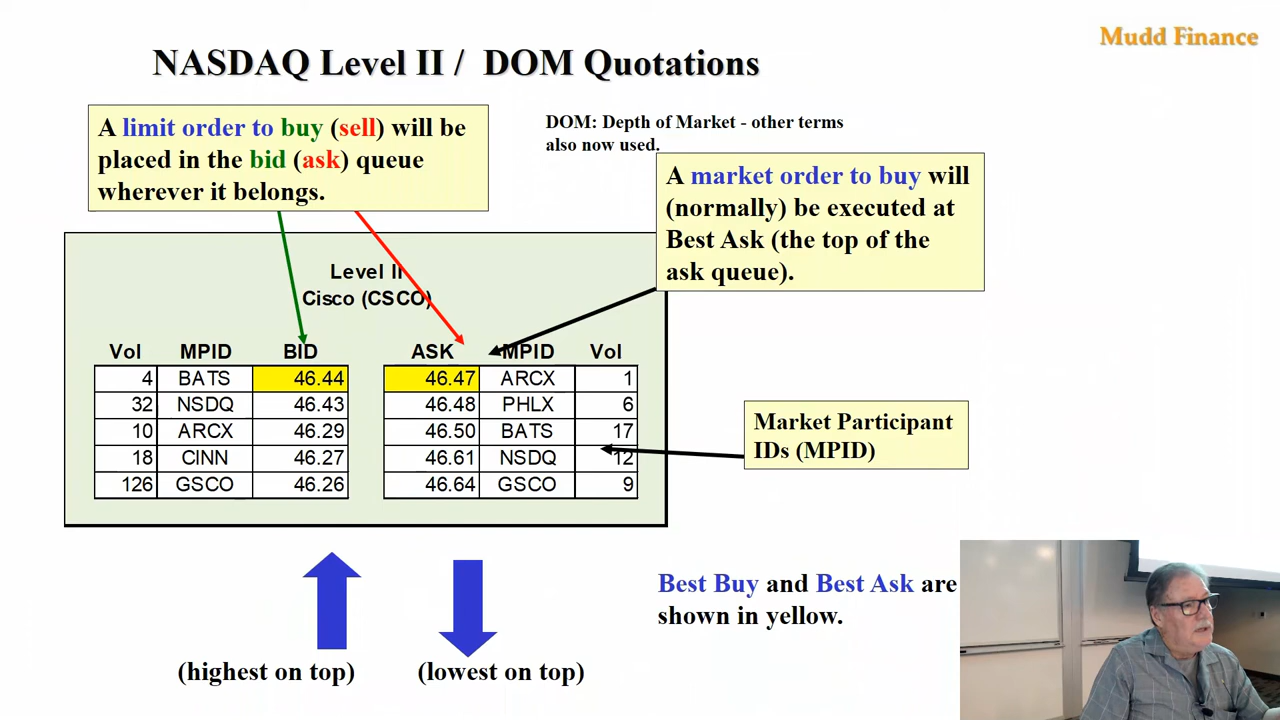 Mudd Finance
NASDAQ Level II / DOM Quotations
A limit order to buy (sell) will be
placed in the bid (ask) queue
wherever it belongs.
DOM: Depth of Market - other terms
also now used.
A market order to buy will
(normally) be executed at
Best Ask (the top of the
ask queue).
Level II
Cisco (CSCO)
Vol MPID BID ASK MPID Vol
4 BATS 46.44 46.47 ARCX 1
32 NSDQ 46.43 46.48 PHLX 6
10 ARCX 46.29 46.50 BATS 17
18 CINN 46.27 46.61 NSDQ 12
126 GSCO 46.26 46.64 GSCO 9
Market Participant
IDs (MPID)
Best Buy and Best Ask are
shown in yellow.
(highest on top) (lowest on top)